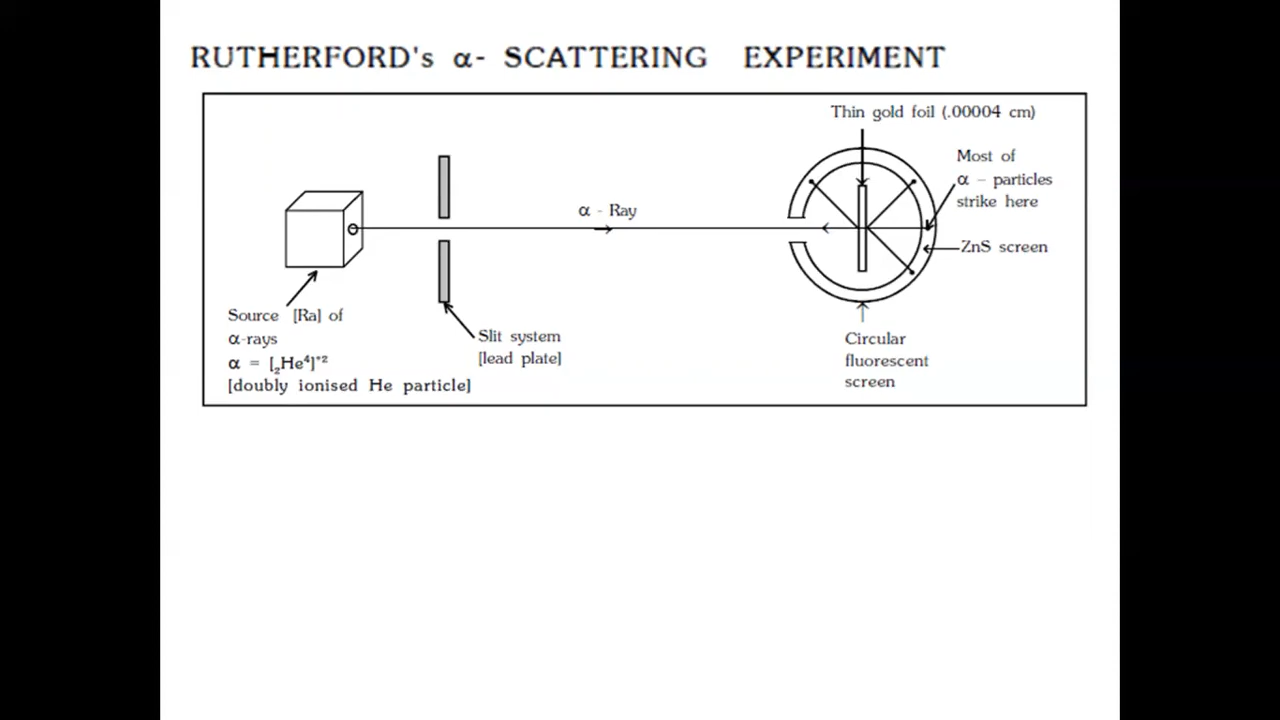 RUTHERFORD's α- SCATTERING EXPERIMENT
Thin gold foil (.00004 cm)
Most of
α – particles
strike here
ZnS screen
α - Ray
Source [Ra] of
α-rays
α = [₂He⁴]⁺²
[doubly ionised He particle]
Slit system
[lead plate]
Circular
fluorescent
screen